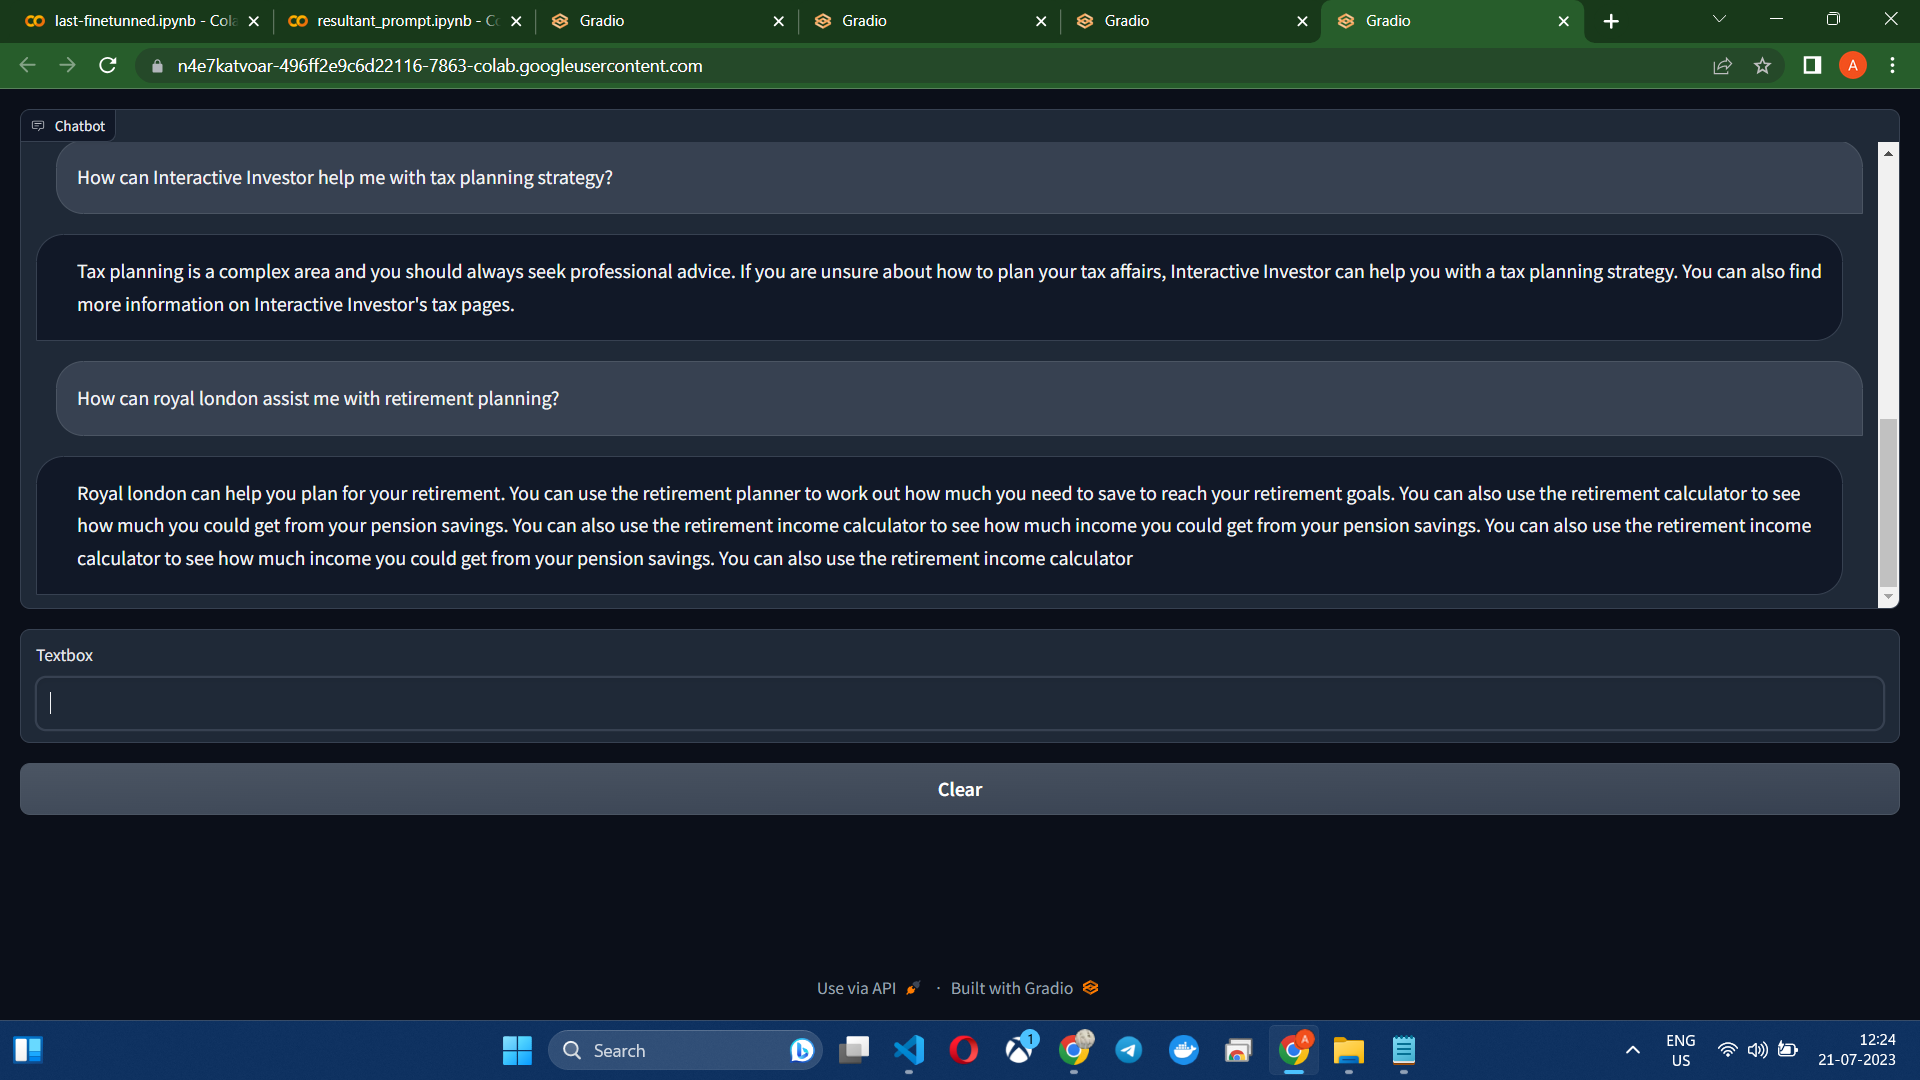 last-finetunned.ipynb - Cola
resultant_prompt.ipynb - Co
Gradio
Gradio
Gradio
Gradio
n4e7katvoar-496ff2e9c6d22116-7863-colab.googleusercontent.com
A
Chatbot
How can Interactive Investor help me with tax planning strategy?
Tax planning is a complex area and you should always seek professional advice. If you are unsure about how to plan your tax affairs, Interactive Investor can help you with a tax planning strategy. You can also find
more information on Interactive Investor's tax pages.
How can royal london assist me with retirement planning?
Royal london can help you plan for your retirement. You can use the retirement planner to work out how much you need to save to reach your retirement goals. You can also use the retirement calculator to see
how much you could get from your pension savings. You can also use the retirement income calculator to see how much income you could get from your pension savings. You can also use the retirement income
calculator to see how much income you could get from your pension savings. You can also use the retirement income calculator
Textbox
Clear
Use via API · Built with Gradio
Search
1
A
ENG
US
12:24
21-07-2023